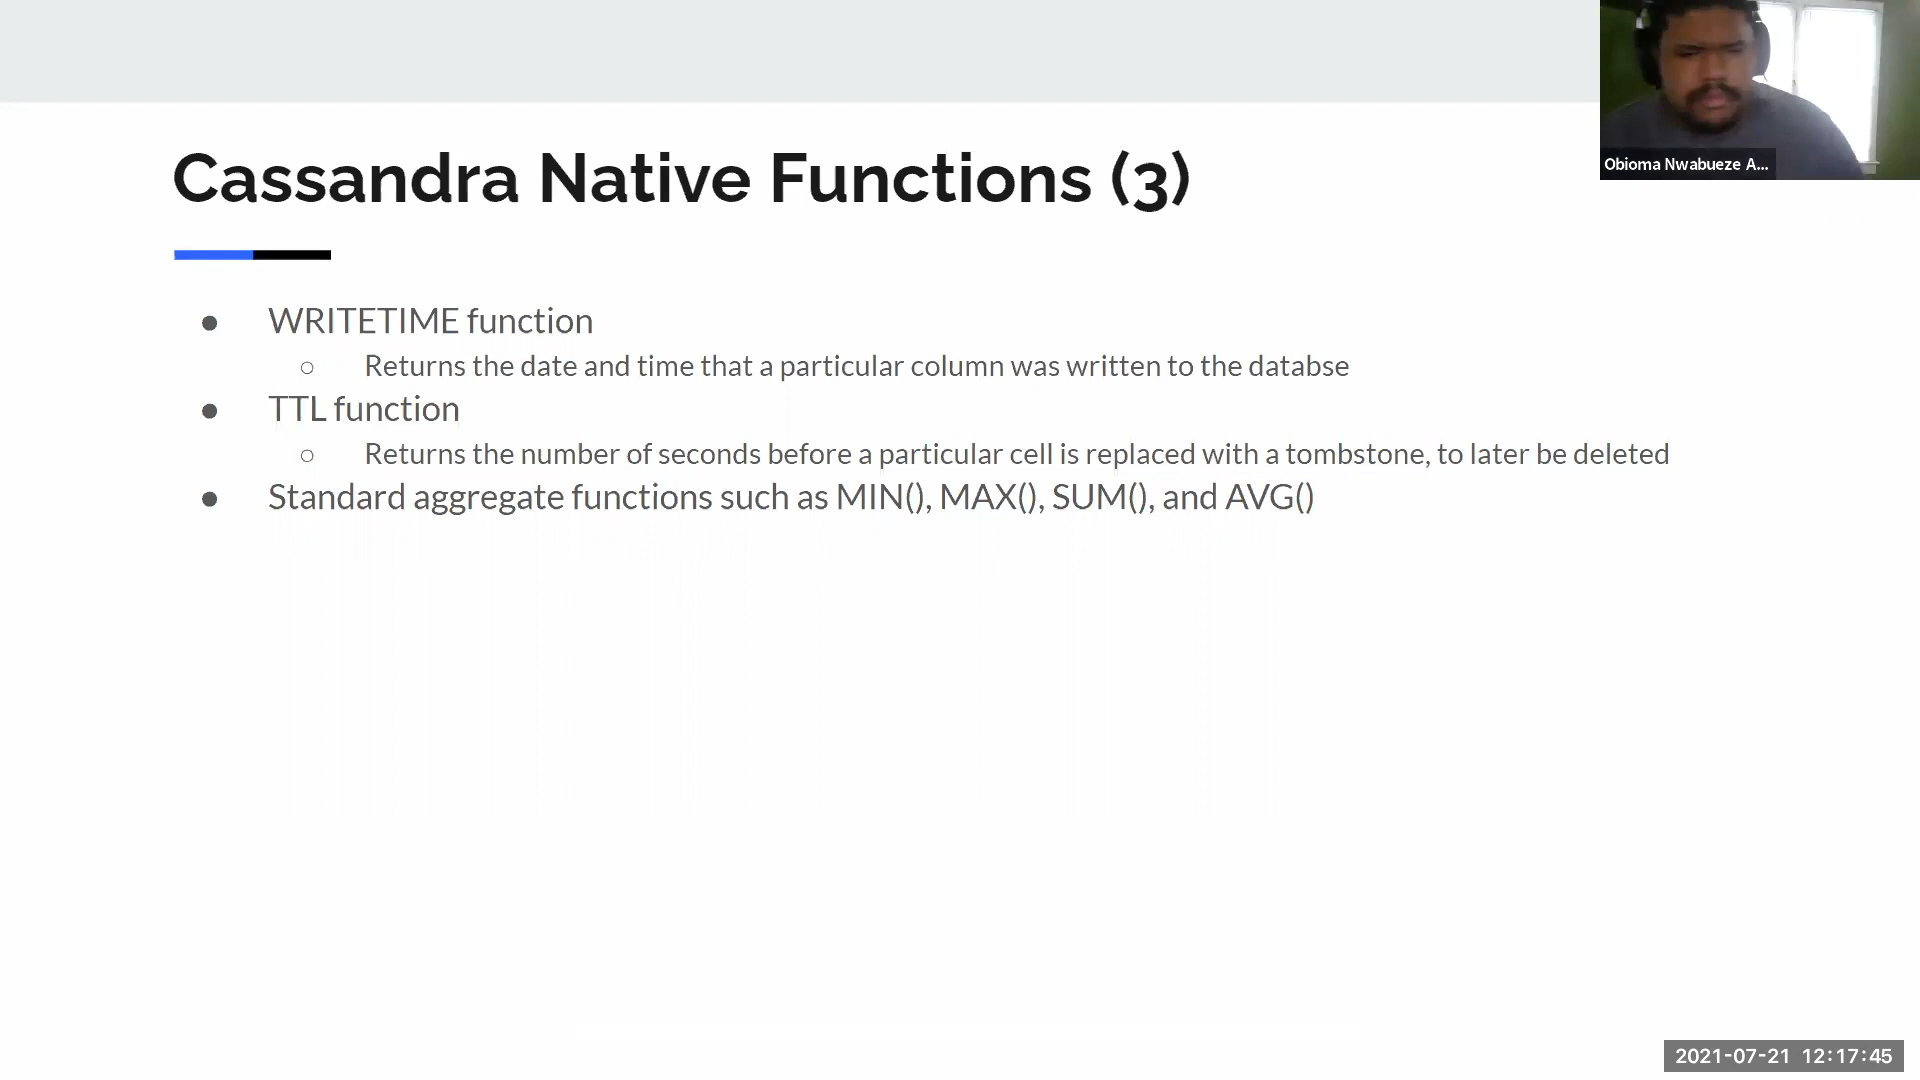 Cassandra Native Functions (3)
Obioma Nwabueze A...
● WRITETIME function
○ Returns the date and time that a particular column was written to the databse
● TTL function
○ Returns the number of seconds before a particular cell is replaced with a tombstone, to later be deleted
● Standard aggregate functions such as MIN(), MAX(), SUM(), and AVG()
2021-07-21 12:17:45